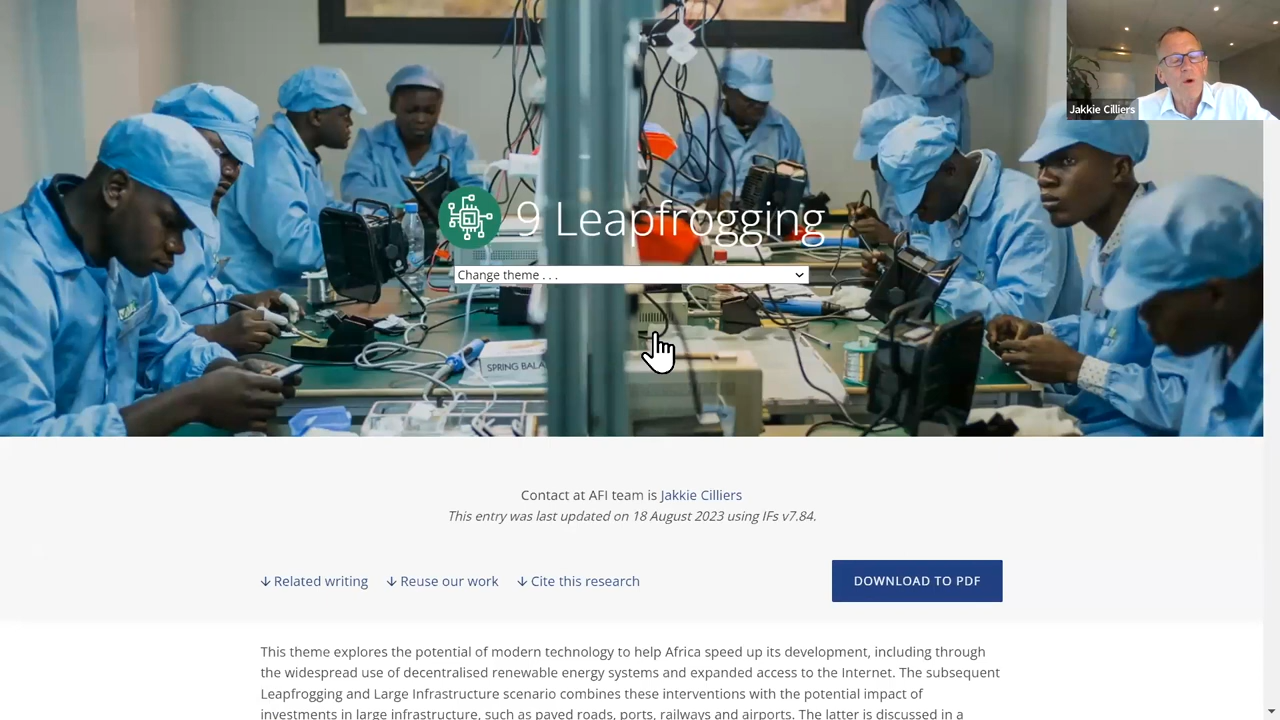 Jakkie Cilliers
9 Leapfrogging
Change theme . . .
SPRING BALA
Contact at AFI team is Jakkie Cilliers
This entry was last updated on 18 August 2023 using IFs v7.84.
↓ Related writing ↓ Reuse our work ↓ Cite this research
DOWNLOAD TO PDF
This theme explores the potential of modern technology to help Africa speed up its development, including through
the widespread use of decentralised renewable energy systems and expanded access to the Internet. The subsequent
Leapfrogging and Large Infrastructure scenario combines these interventions with the potential impact of
investments in large infrastructure, such as paved roads, ports, railways and airports. The latter is discussed in a